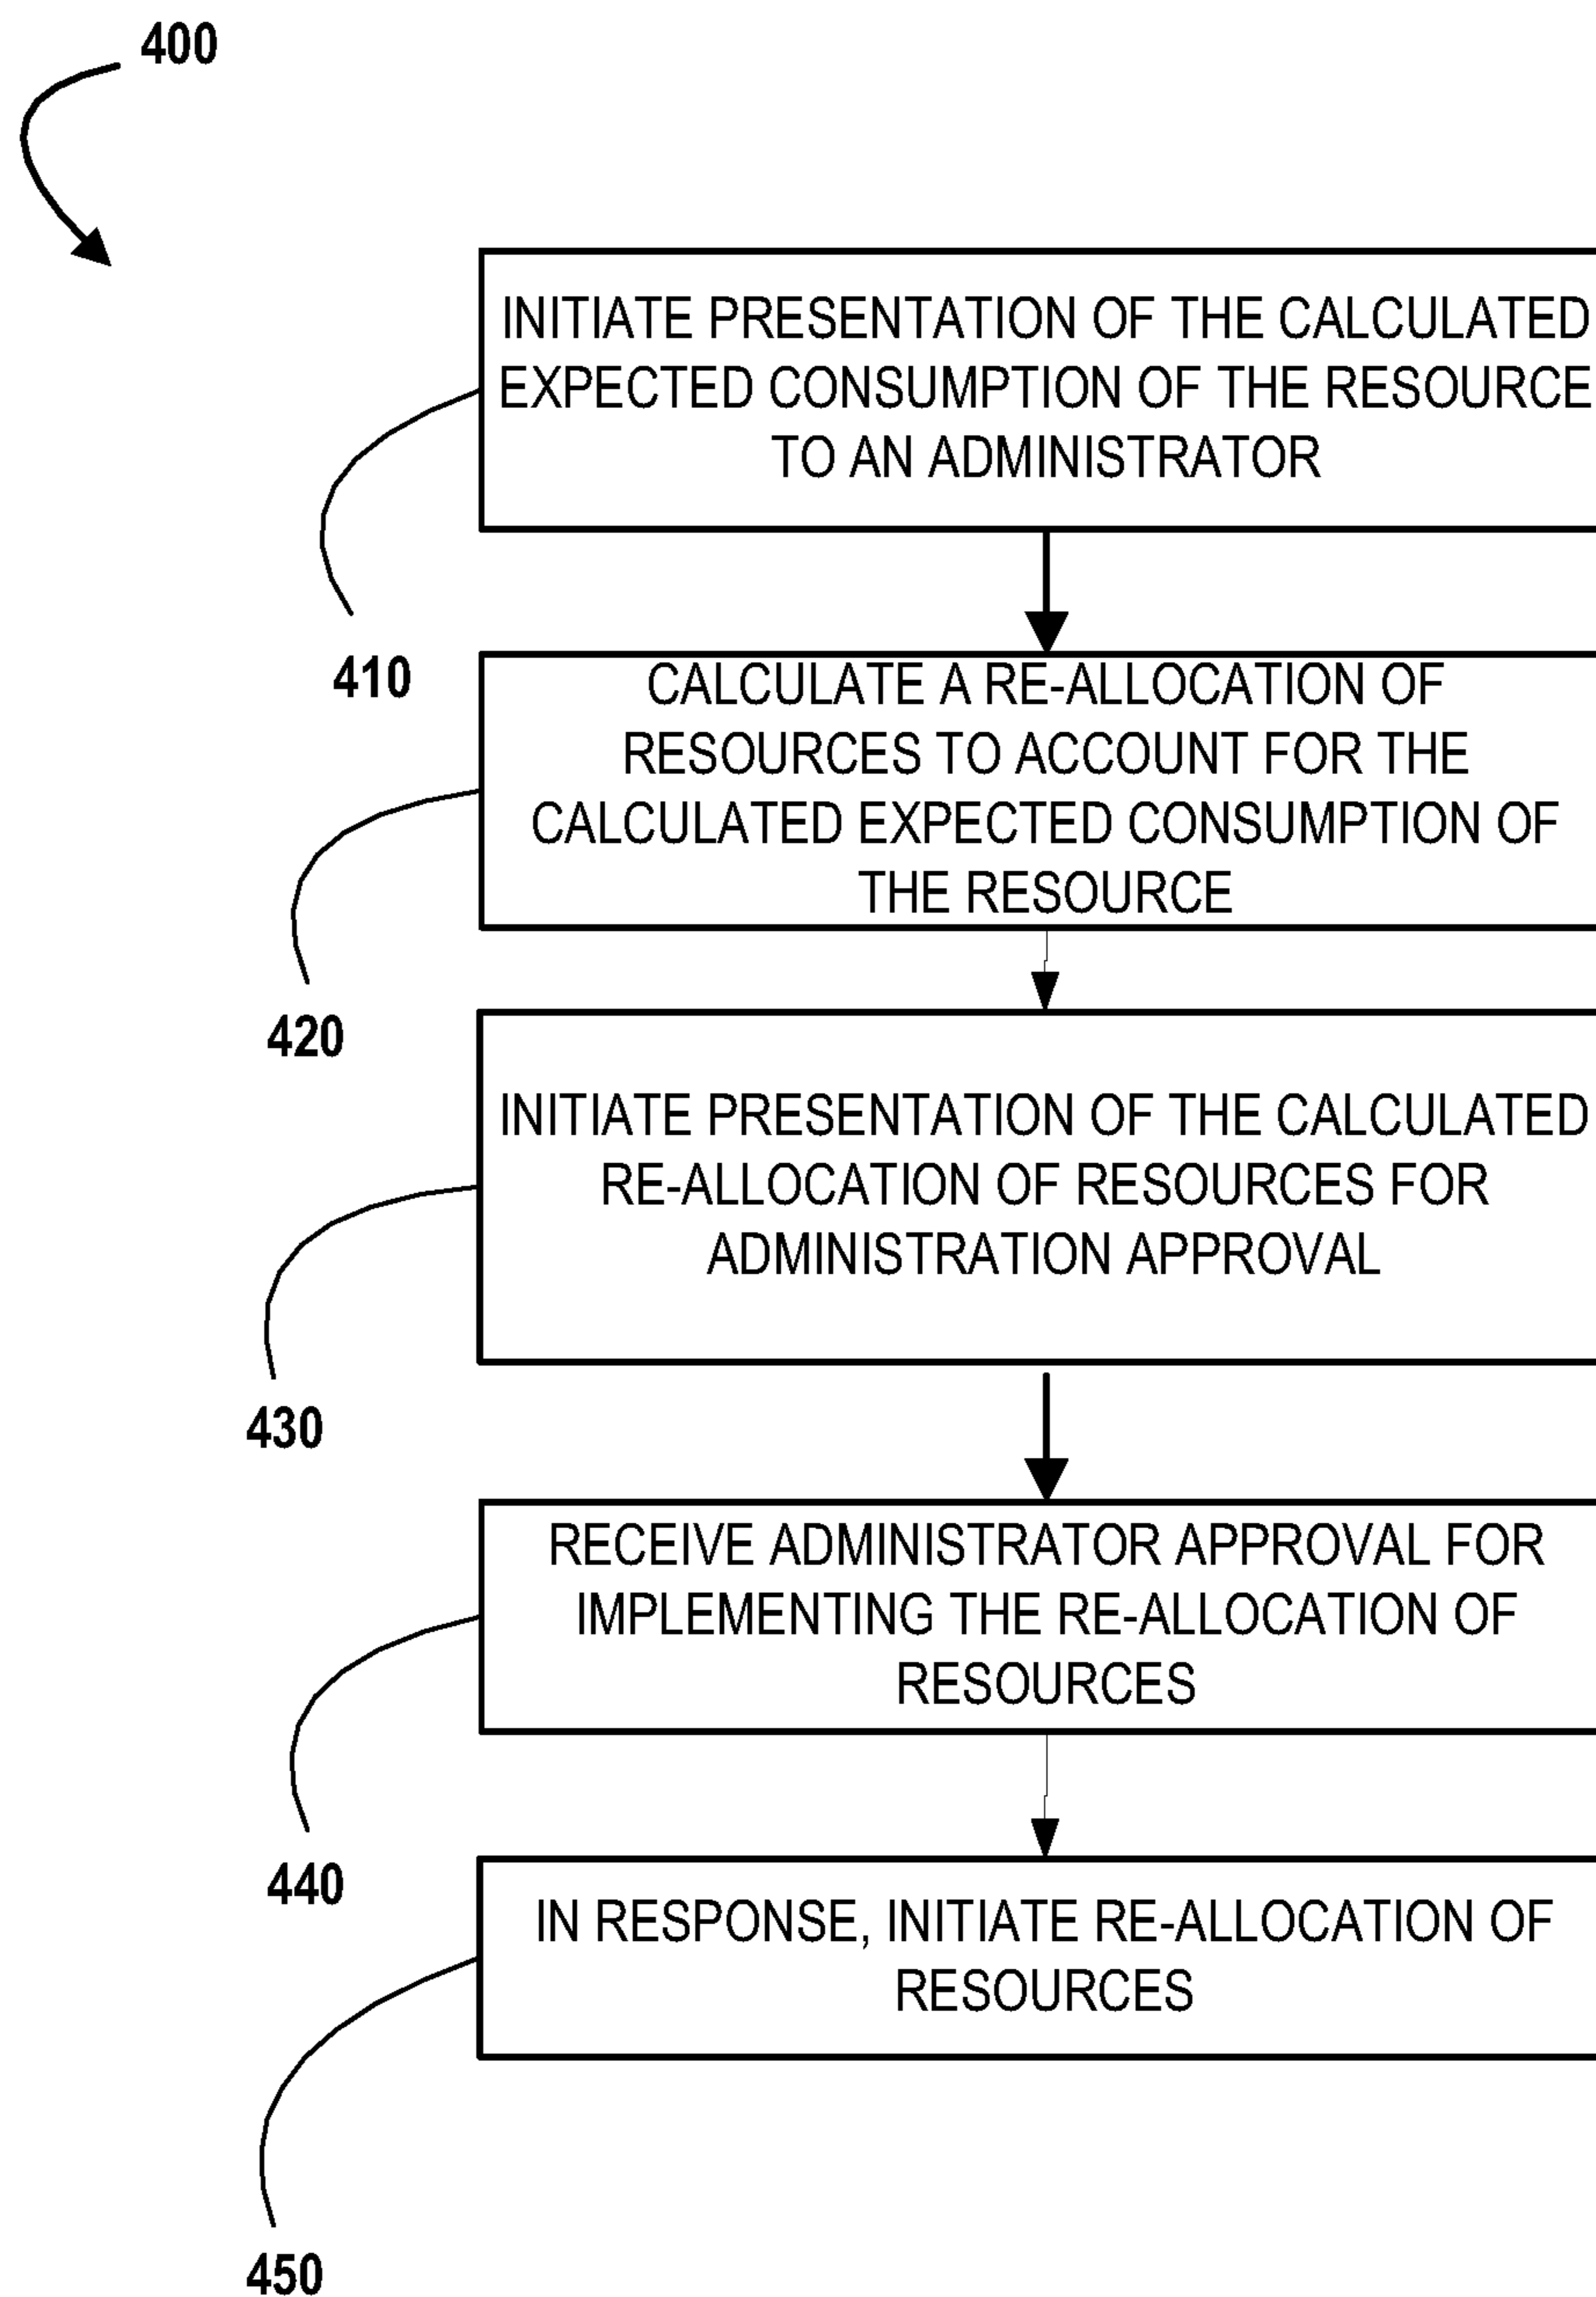 400
INITIATE PRESENTATION OF THE CALCULATED
EXPECTED CONSUMPTION OF THE RESOURCE
TO AN ADMINISTRATOR
410
CALCULATE A RE-ALLOCATION OF
RESOURCES TO ACCOUNT FOR THE
CALCULATED EXPECTED CONSUMPTION OF
THE RESOURCE
420
INITIATE PRESENTATION OF THE CALCULATED
RE-ALLOCATION OF RESOURCES FOR
ADMINISTRATION APPROVAL
430
RECEIVE ADMINISTRATOR APPROVAL FOR
IMPLEMENTING THE RE-ALLOCATION OF
RESOURCES
440
IN RESPONSE, INITIATE RE-ALLOCATION OF
RESOURCES
450